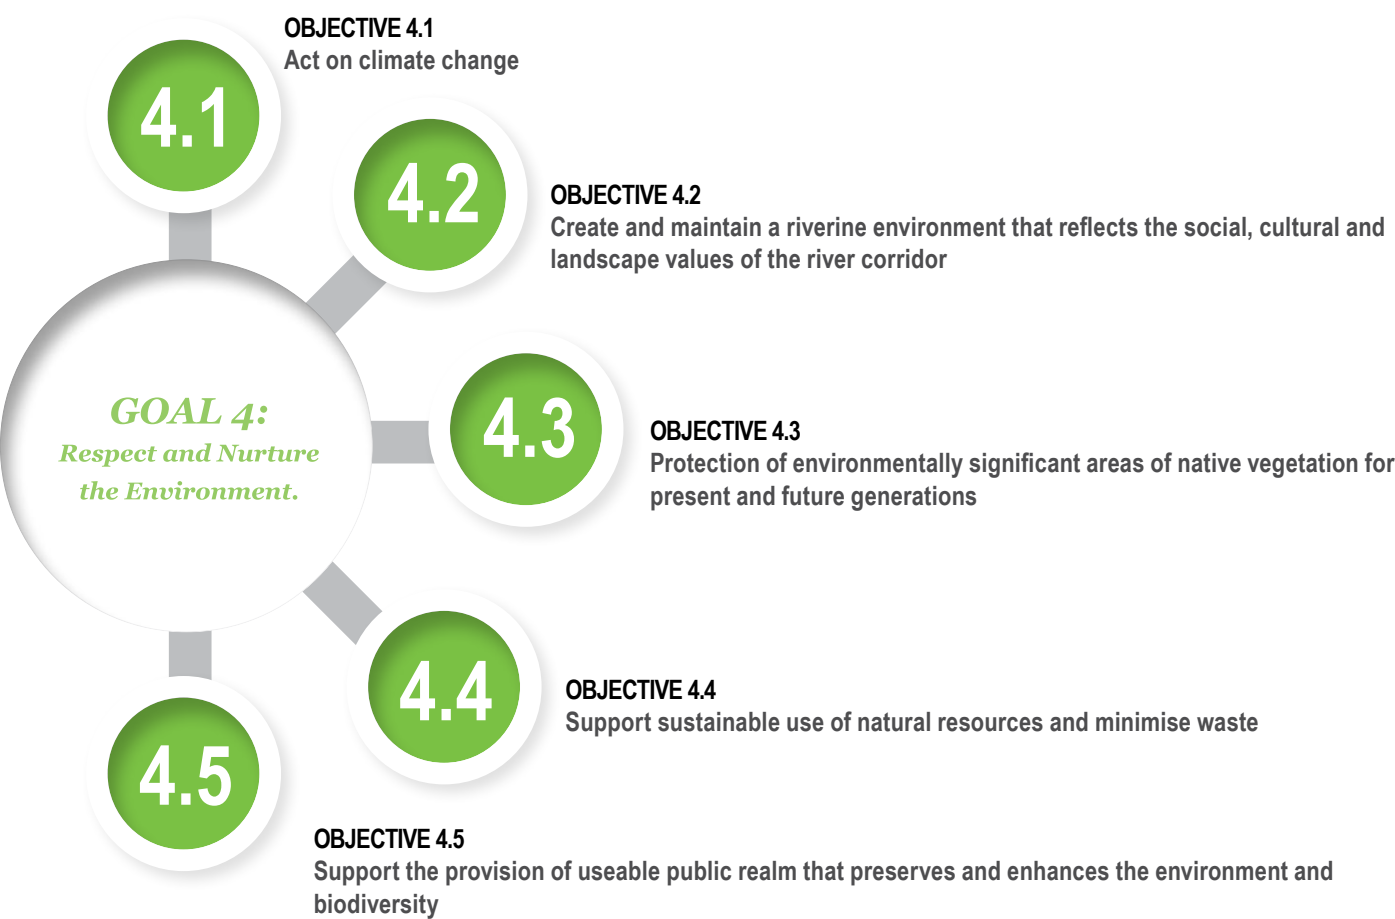 OBJECTIVE 4.1
Act on climate change
4.1
4.2
OBJECTIVE 4.2
Create and maintain a riverine environment that reflects the social, cultural and
landscape values of the river corridor
GOAL 4:
Respect and Nurture
the Environment.
4.3
OBJECTIVE 4.3
Protection of environmentally significant areas of native vegetation for
present and future generations
4.4
OBJECTIVE 4.4
Support sustainable use of natural resources and minimise waste
4.5
OBJECTIVE 4.5
Support the provision of useable public realm that preserves and enhances the environment and
biodiversity